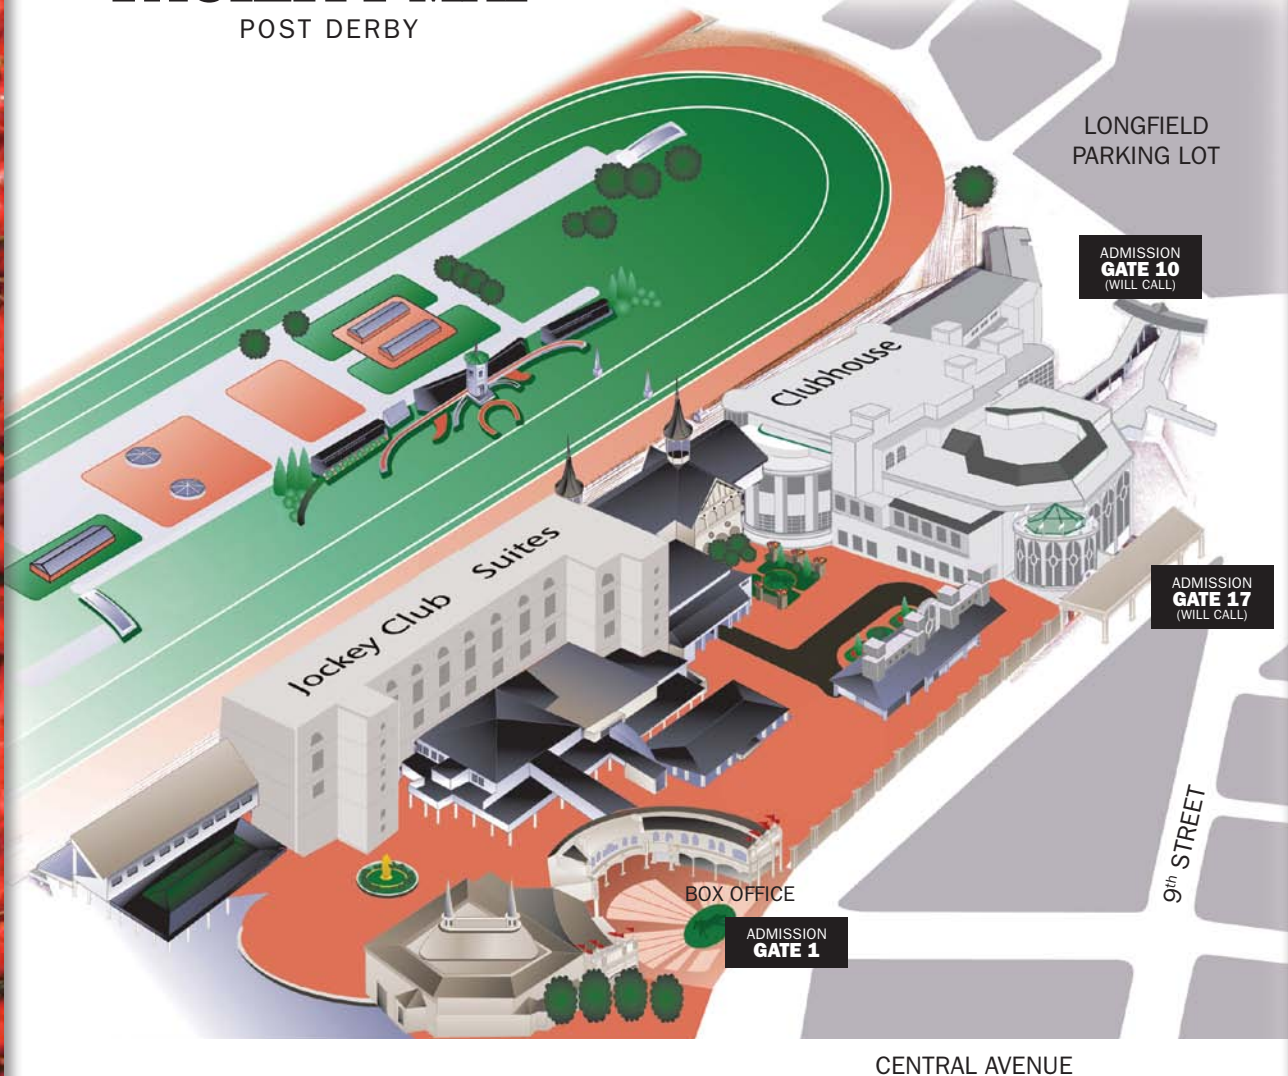 POST DERBY
LONGFIELD
PARKING LOT
ADMISSION
GATE 10
(WILL CALL)
Clubhouse
Jockey Club Suites
ADMISSION
GATE 17
(WILL CALL)
9th STREET
BOX OFFICE
ADMISSION
GATE 1
CENTRAL AVENUE